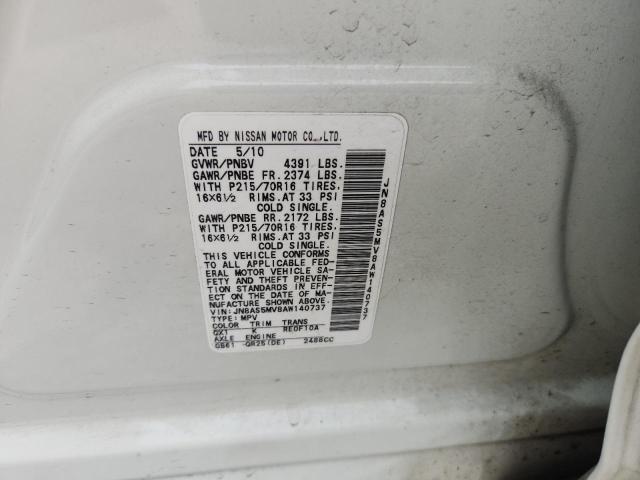 MFD BY NISSAN MOTOR CO.,LTD.
DATE 5/10
GVWR/PNBV 4391 LBS.
GAWR/PNBE FR. 2374 LBS.
WITH P215/70R16 TIRES.
16X6½ RIMS. AT 33 PSI
COLD SINGLE.
GAWR/PNBE RR. 2172 LBS.
WITH P215/70R16 TIRES.
16X6½ RIMS. AT 33 PSI
COLD SINGLE.
THIS VEHICLE CONFORMS
TO ALL APPLICABLE FED-
ERAL MOTOR VEHICLE SA-
FETY AND THEFT PREVEN-
TION STANDARDS IN EFF-
ECT ON THE DATE OF MA-
NUFACTURE SHOWN ABOVE.
VIN: JN8AS5MV8AW140737
TYPE: MPV
COLOR TRIM TRANS
QX1 K RE0F10A
AXLE ENGINE
GB61 -QR25(DE) 2488CC
JN8AS5MV8AW140737